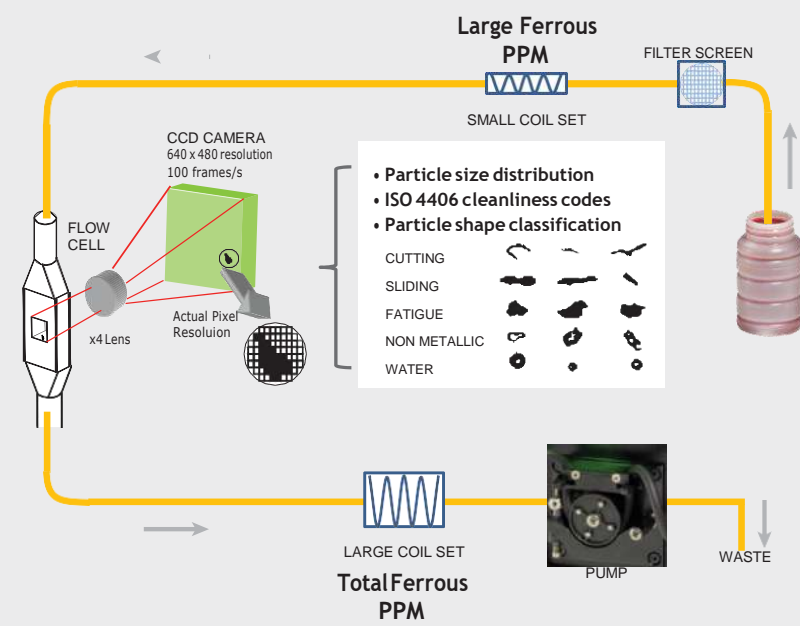 Large Ferrous
PPM
FILTER SCREEN
SMALL COIL SET
CCD CAMERA
640 x 480 resolution
100 frames/s
• Particle size distribution
• ISO 4406 cleanliness codes
• Particle shape classification
CUTTING
SLIDING
FATIGUE
NON METALLIC
WATER
FLOW
CELL
x4 Lens
Actual Pixel
Resoluion
LARGE COIL SET
Total Ferrous
PPM
PUMP
WASTE